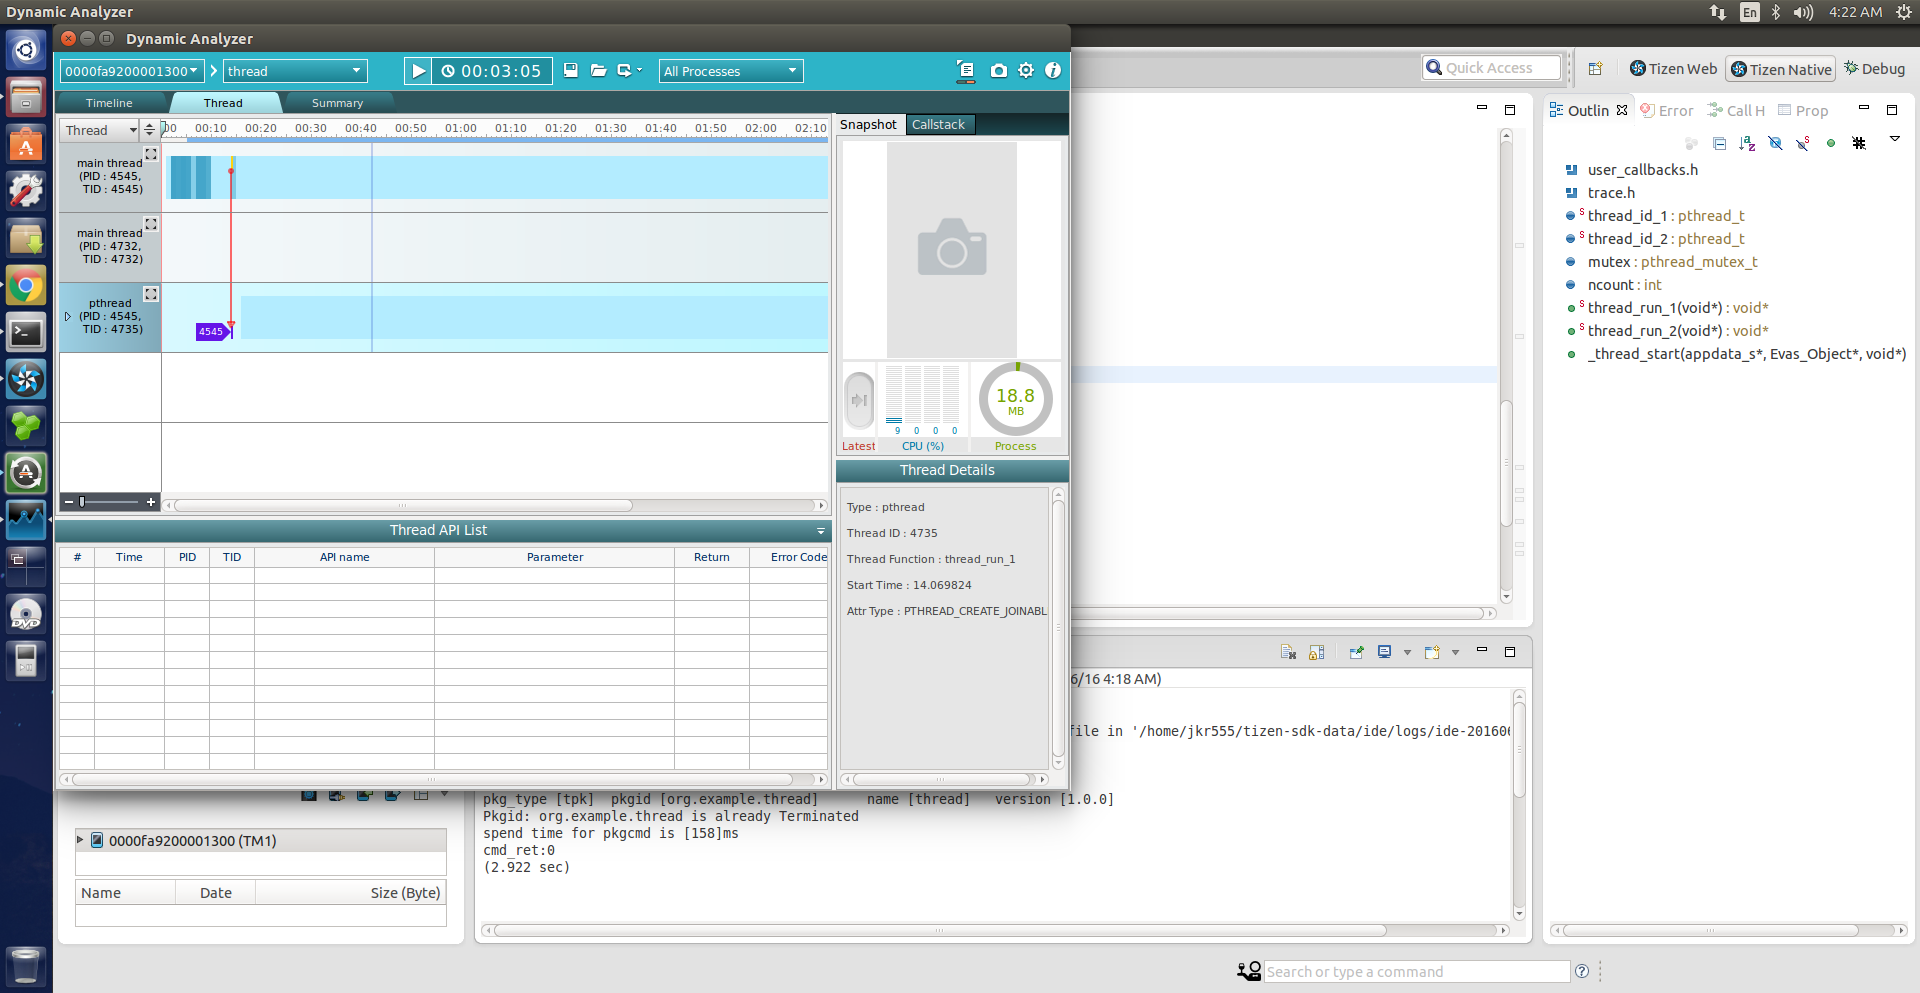 Dynamic Analyzer
En
4:22 AM
Dynamic Analyzer
0000fa9200001300
thread
00:03:05
All Processes
Timeline
Thread
Summary
Thread
00 00:10 00:20 00:30 00:40 00:50 01:00 01:10 01:20 01:30 01:40 01:50 02:00 02:10
main thread
(PID : 4545,
TID : 4545)
main thread
(PID : 4732,
TID : 4732)
pthread
(PID : 4545,
TID : 4735)
4545
Snapshot
Callstack
9 0 0 0
18.8
MB
Latest
CPU (%)
Process
Thread Details
Type : pthread
Thread ID : 4735
Thread Function : thread_run_1
Start Time : 14.069824
Attr Type : PTHREAD_CREATE_JOINABL
Thread API List
# Time PID TID API name Parameter Return Error Code
Quick Access
Tizen Web
Tizen Native
Debug
Outlin
Error
Call H
Prop
user_callbacks.h
trace.h
thread_id_1 : pthread_t
thread_id_2 : pthread_t
mutex : pthread_mutex_t
ncount : int
thread_run_1(void*) : void*
thread_run_2(void*) : void*
_thread_start(appdata_s*, Evas_Object*, void*)
6/16 4:18 AM)
file in '/home/jkr555/tizen-sdk-data/ide/logs/ide-20160
pkg_type [tpk] pkgid [org.example.thread] name [thread] version [1.0.0]
Pkgid: org.example.thread is already Terminated
spend time for pkgcmd is [158]ms
cmd_ret:0
(2.922 sec)
0000fa9200001300 (TM1)
Name Date Size (Byte)
Search or type a command